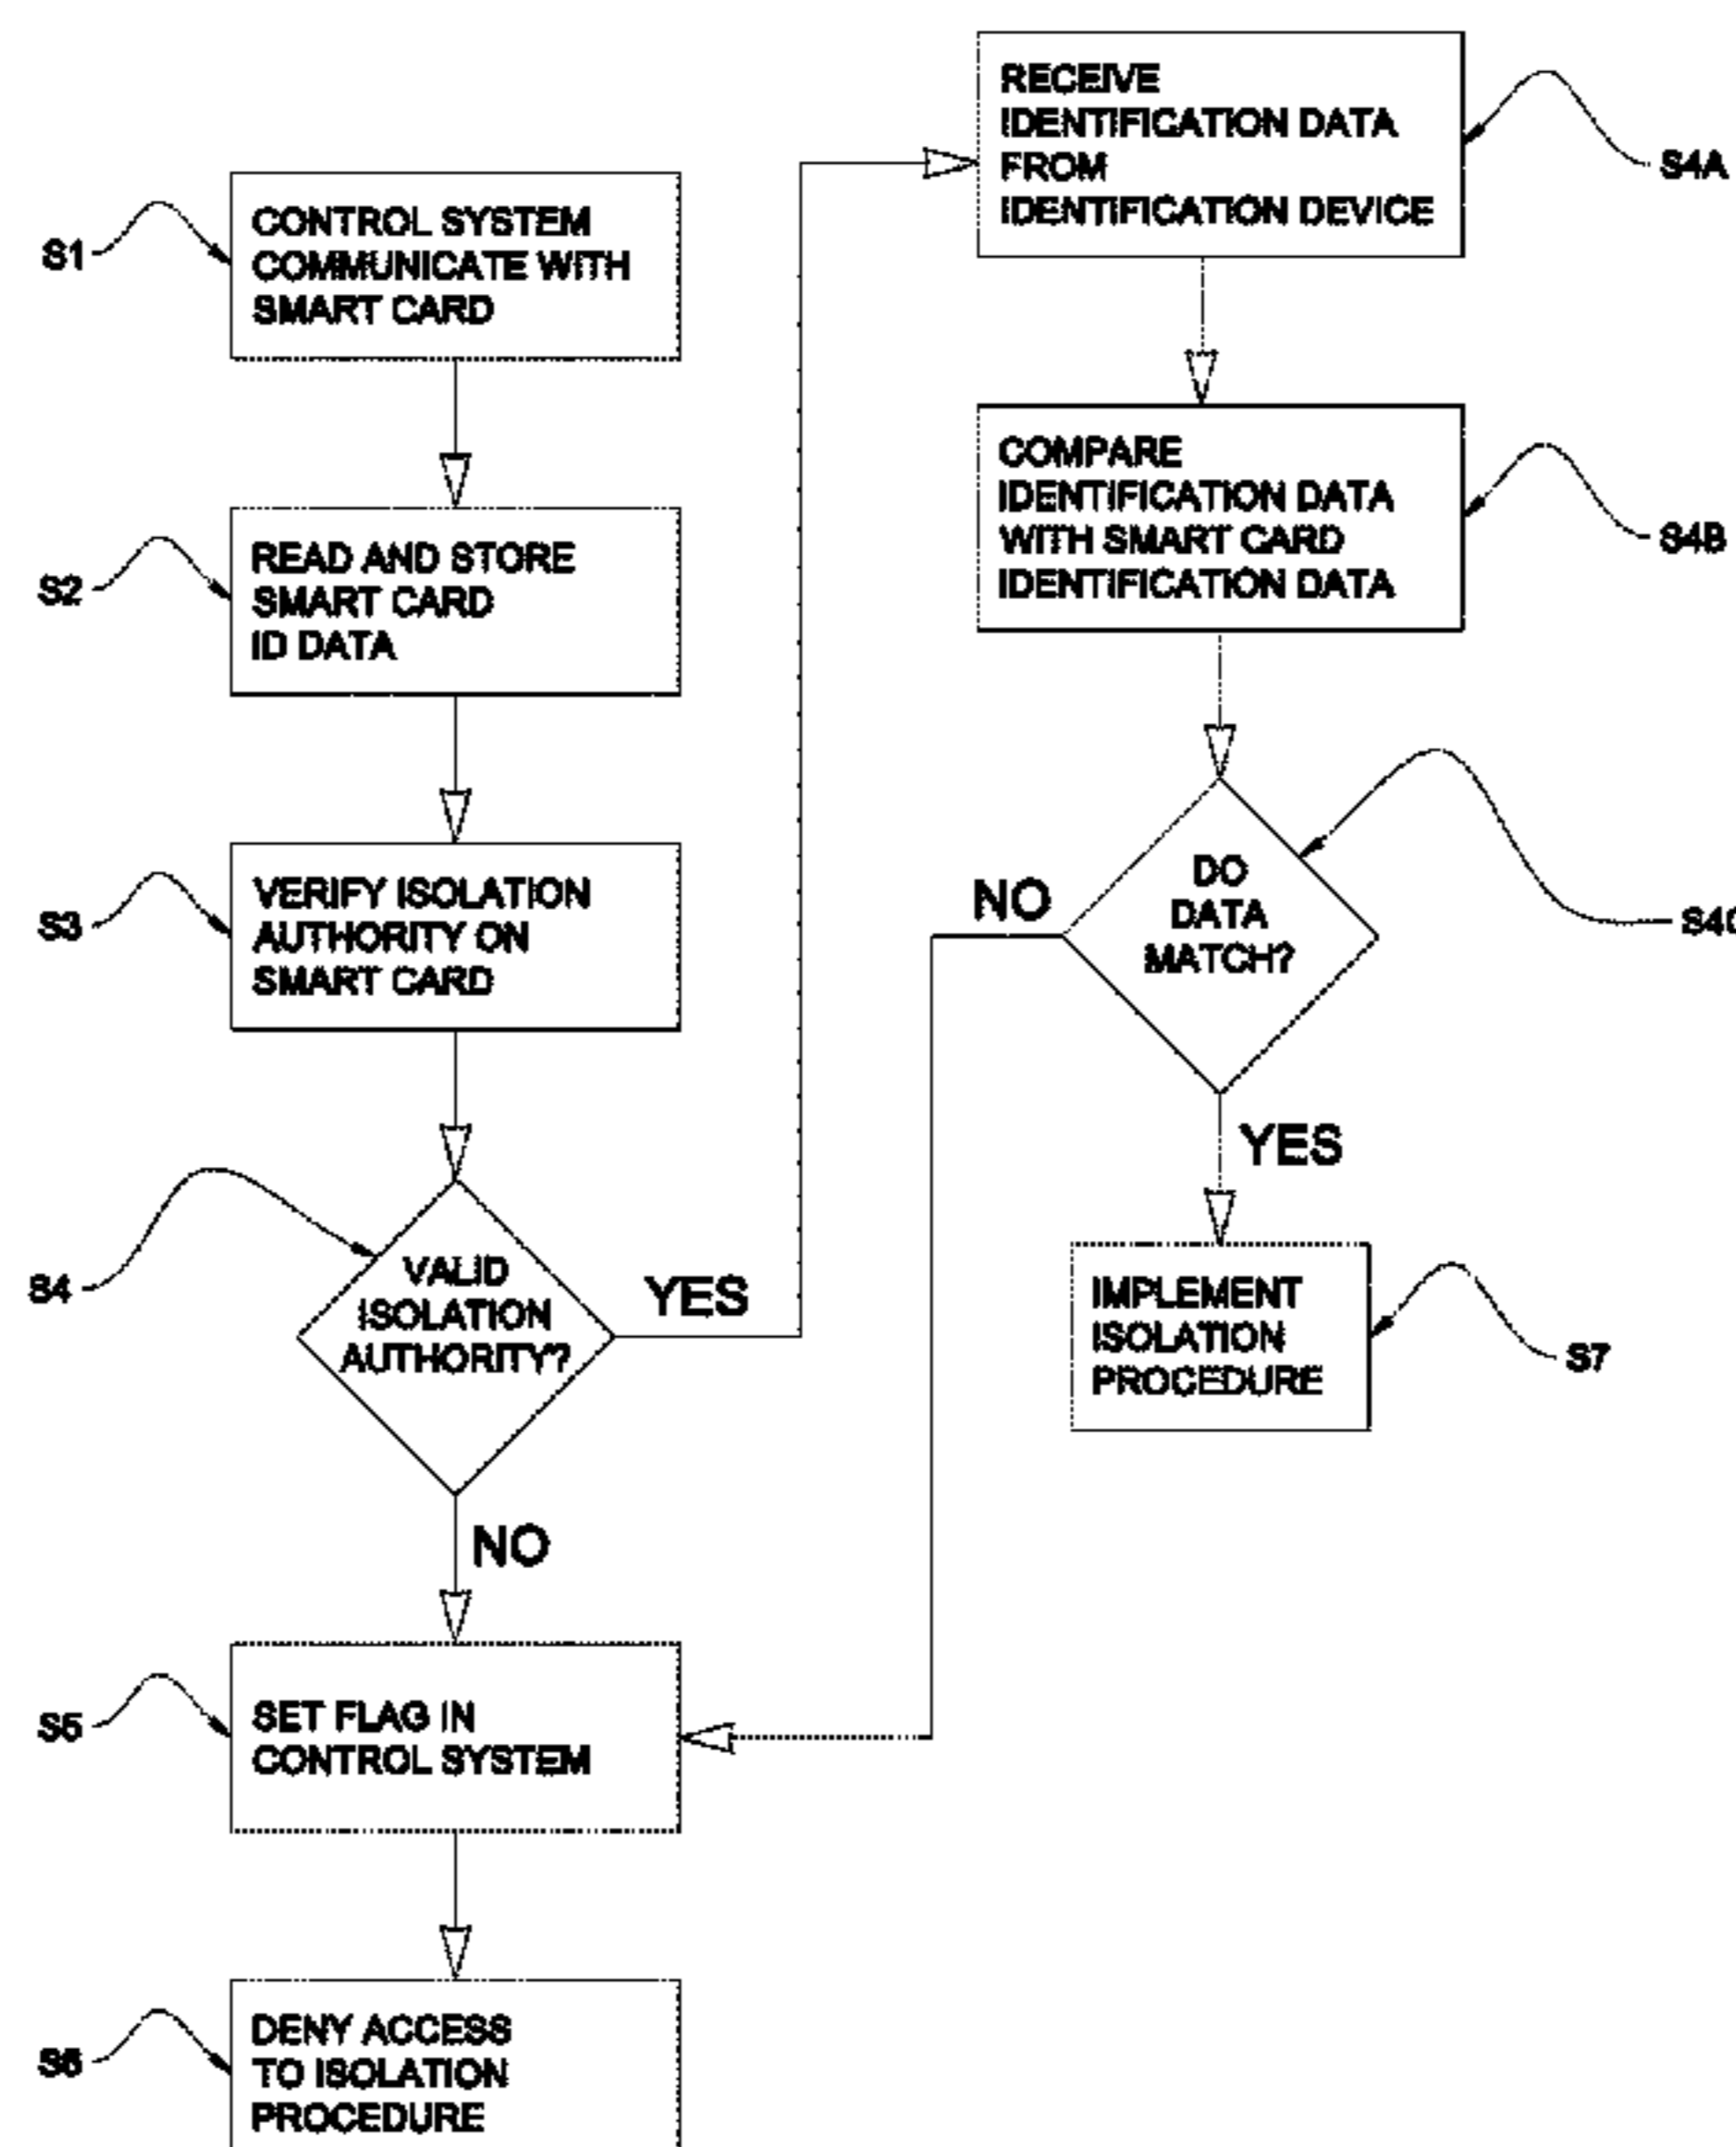 S1
CONTROL SYSTEM
COMMUNICATE WITH
SMART CARD
S2
READ AND STORE
SMART CARD
ID DATA
S3
VERIFY ISOLATION
AUTHORITY ON
SMART CARD
S4
VALID
ISOLATION
AUTHORITY?
YES
NO
S5
SET FLAG IN
CONTROL SYSTEM
S6
DENY ACCESS
TO ISOLATION
PROCEDURE
RECEIVE
IDENTIFICATION DATA
FROM
IDENTIFICATION DEVICE
S4A
COMPARE
IDENTIFICATION DATA
WITH SMART CARD
IDENTIFICATION DATA
S4B
DO
DATA
MATCH?
S4C
NO
YES
IMPLEMENT
ISOLATION
PROCEDURE
S7